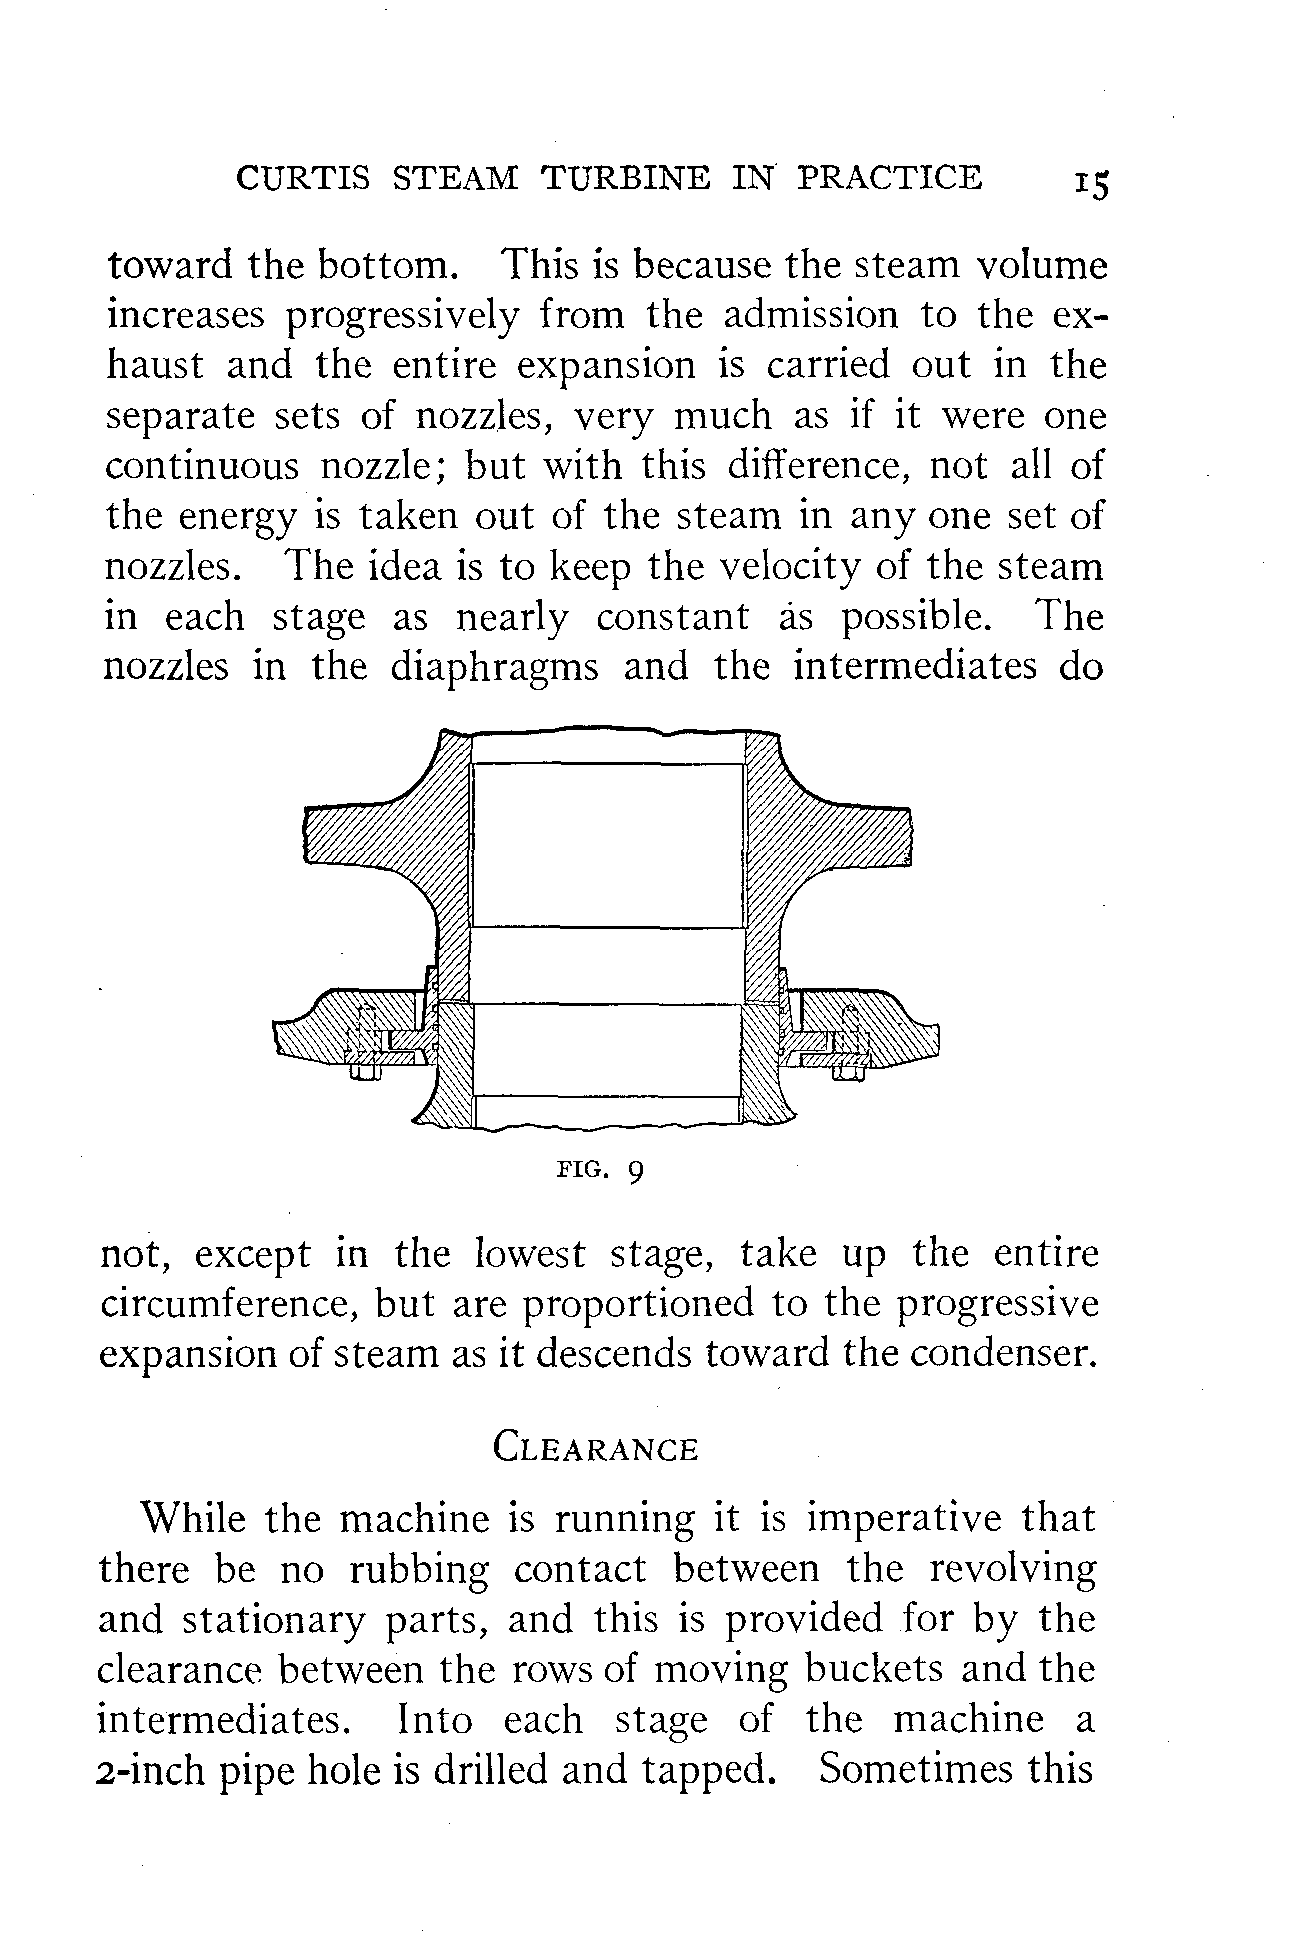 CURTIS STEAM TURBINE IN PRACTICE 15
toward the bottom. This is because the steam volume
increases progressively from the admission to the ex-
haust and the entire expansion is carried out in the
separate sets of nozzles, very much as if it were one
continuous nozzle; but with this difference, not all of
the energy is taken out of the steam in any one set of
nozzles. The idea is to keep the velocity of the steam
in each stage as nearly constant as possible. The
nozzles in the diaphragms and the intermediates do
FIG. 9
not, except in the lowest stage, take up the entire
circumference, but are proportioned to the progressive
expansion of steam as it descends toward the condenser.
CLEARANCE
While the machine is running it is imperative that
there be no rubbing contact between the revolving
and stationary parts, and this is provided for by the
clearance between the rows of moving buckets and the
intermediates. Into each stage of the machine a
2-inch pipe hole is drilled and tapped. Sometimes this